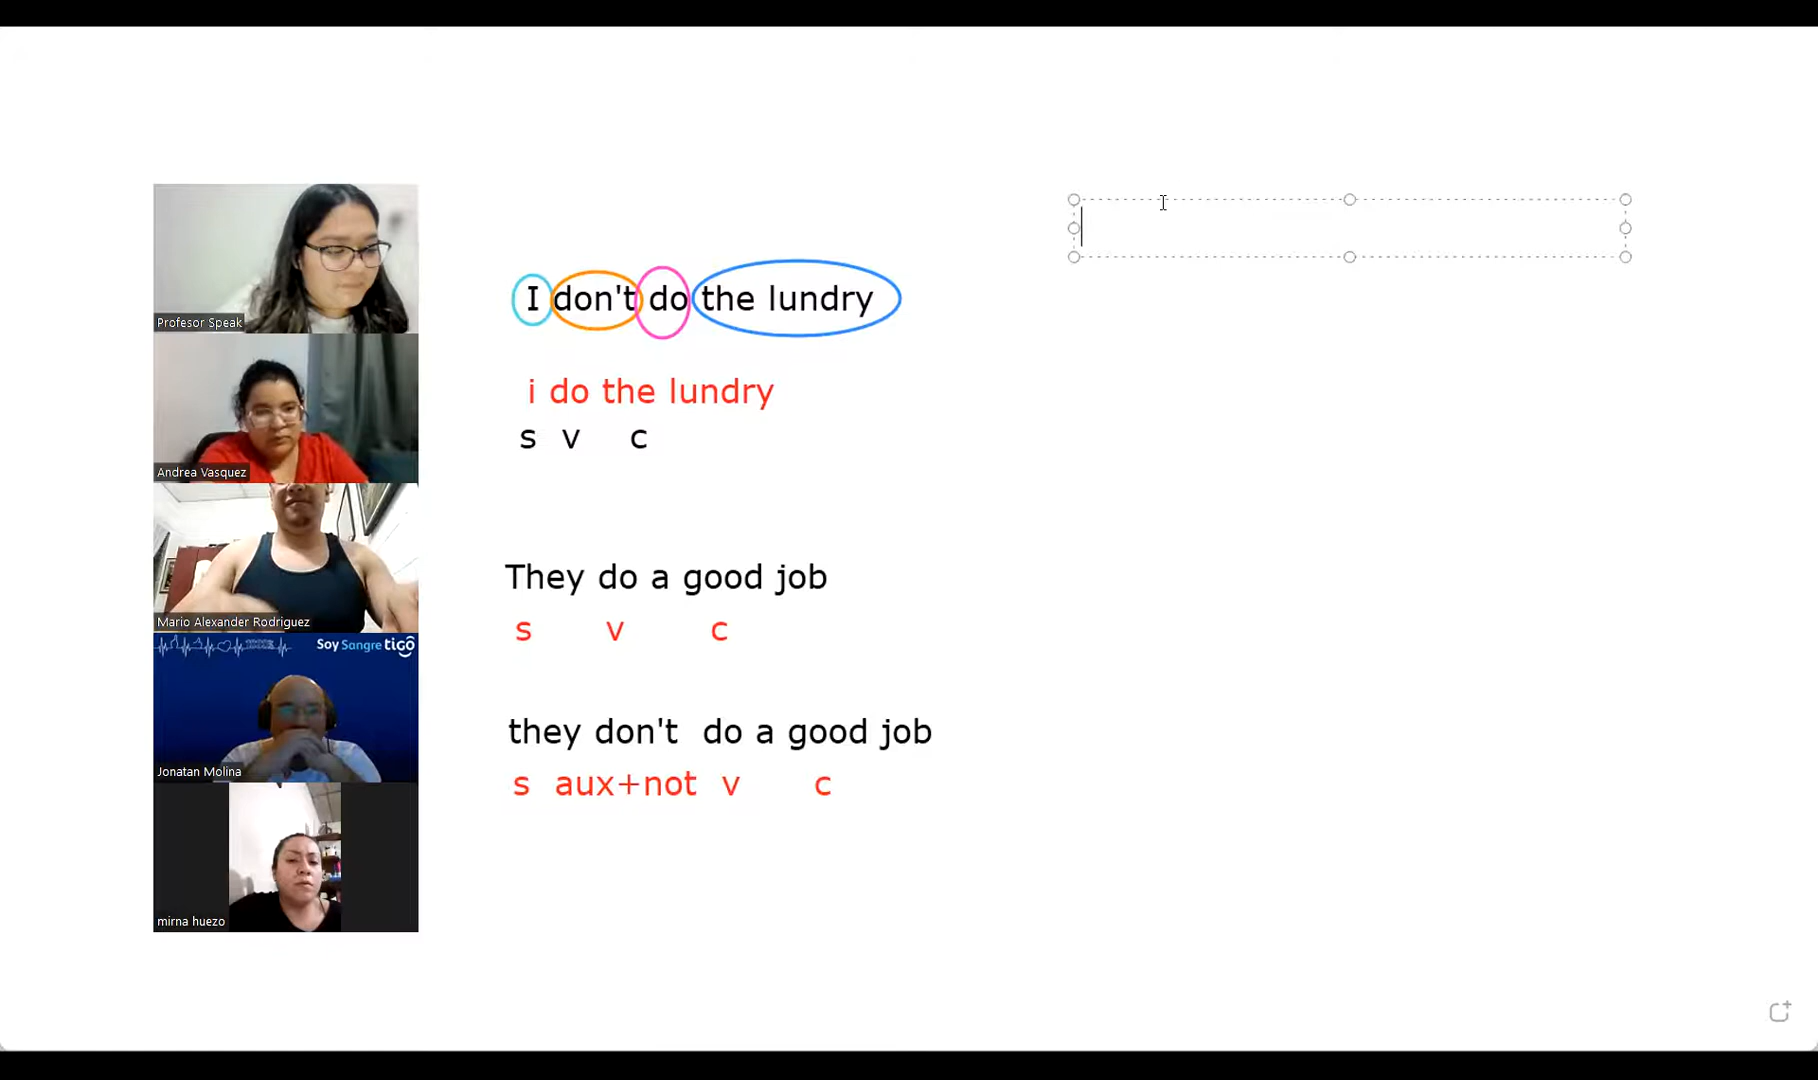 Profesor Speak
Andrea Vasquez
Mario Alexander Rodriguez
Soy Sangre tigo
Jonatan Molina
mirna huezo
I don't do the lundry
i do the lundry
s v c
They do a good job
s v c
they don't do a good job
s aux+not v c